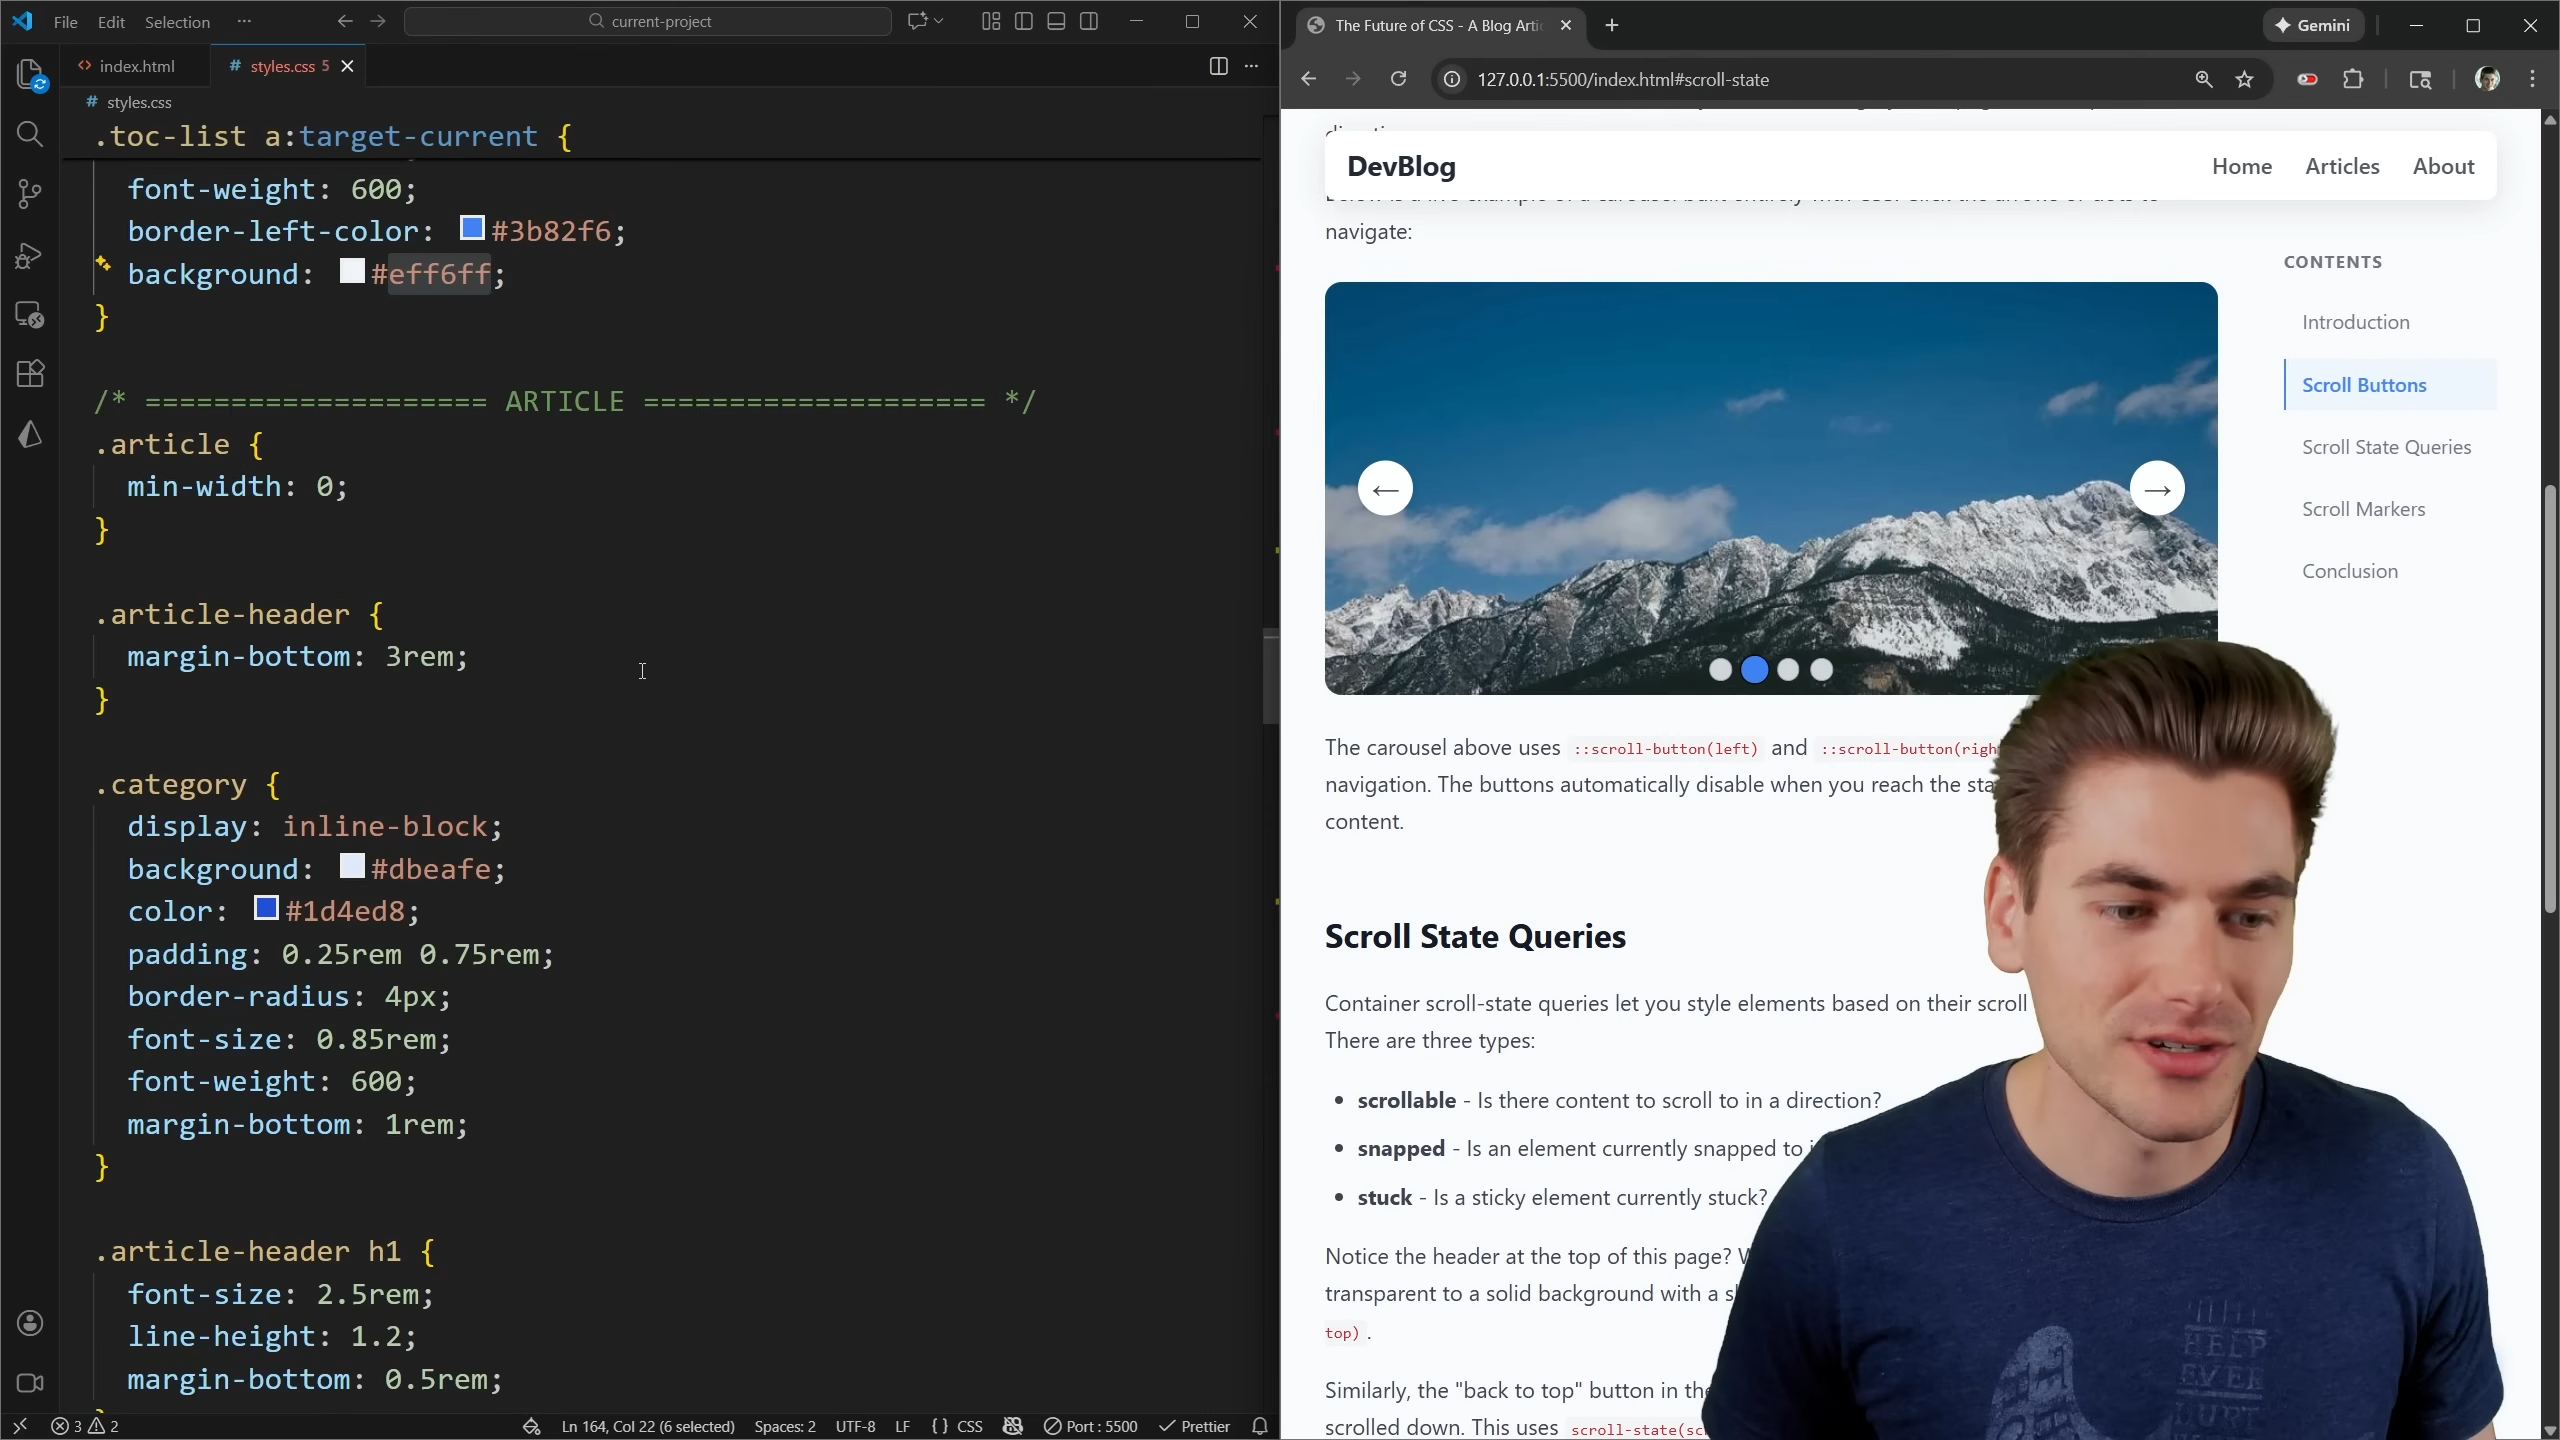 File Edit Selection ··· current-project
index.html # styles.css 5
# styles.css
.toc-list a:target-current {
font-weight: 600;
border-left-color: #3b82f6;
background: #eff6ff;
}
/* ==================== ARTICLE ==================== */
.article {
min-width: 0;
}
.article-header {
margin-bottom: 3rem;
}
.category {
display: inline-block;
background: #dbeafe;
color: #1d4ed8;
padding: 0.25rem 0.75rem;
border-radius: 4px;
font-size: 0.85rem;
font-weight: 600;
margin-bottom: 1rem;
}
.article-header h1 {
font-size: 2.5rem;
line-height: 1.2;
margin-bottom: 0.5rem;
3 2 Ln 164, Col 22 (6 selected) Spaces: 2 UTF-8 LF { } CSS Port : 5500 Prettier
The Future of CSS - A Blog Arti Gemini
127.0.0.1:5500/index.html#scroll-state
DevBlog Home Articles About
navigate:
CONTENTS
Introduction
Scroll Buttons
Scroll State Queries
Scroll Markers
Conclusion
The carousel above uses ::scroll-button(left) and ::scroll-button(righ
navigation. The buttons automatically disable when you reach the sta
content.
Scroll State Queries
Container scroll-state queries let you style elements based on their scroll
There are three types:
• scrollable - Is there content to scroll to in a direction?
• snapped - Is an element currently snapped to
• stuck - Is a sticky element currently stuck?
Notice the header at the top of this page?
transparent to a solid background with a
top) .
Similarly, the "back to top" button in the
scrolled down. This uses scroll-state(sc
HELP
EVER
HURT